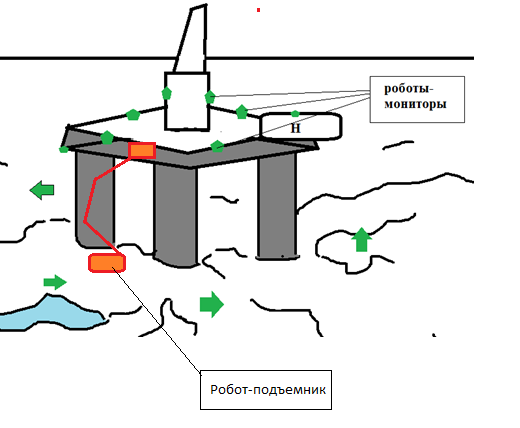 роботы-
мониторы
H
Робот-подъемник